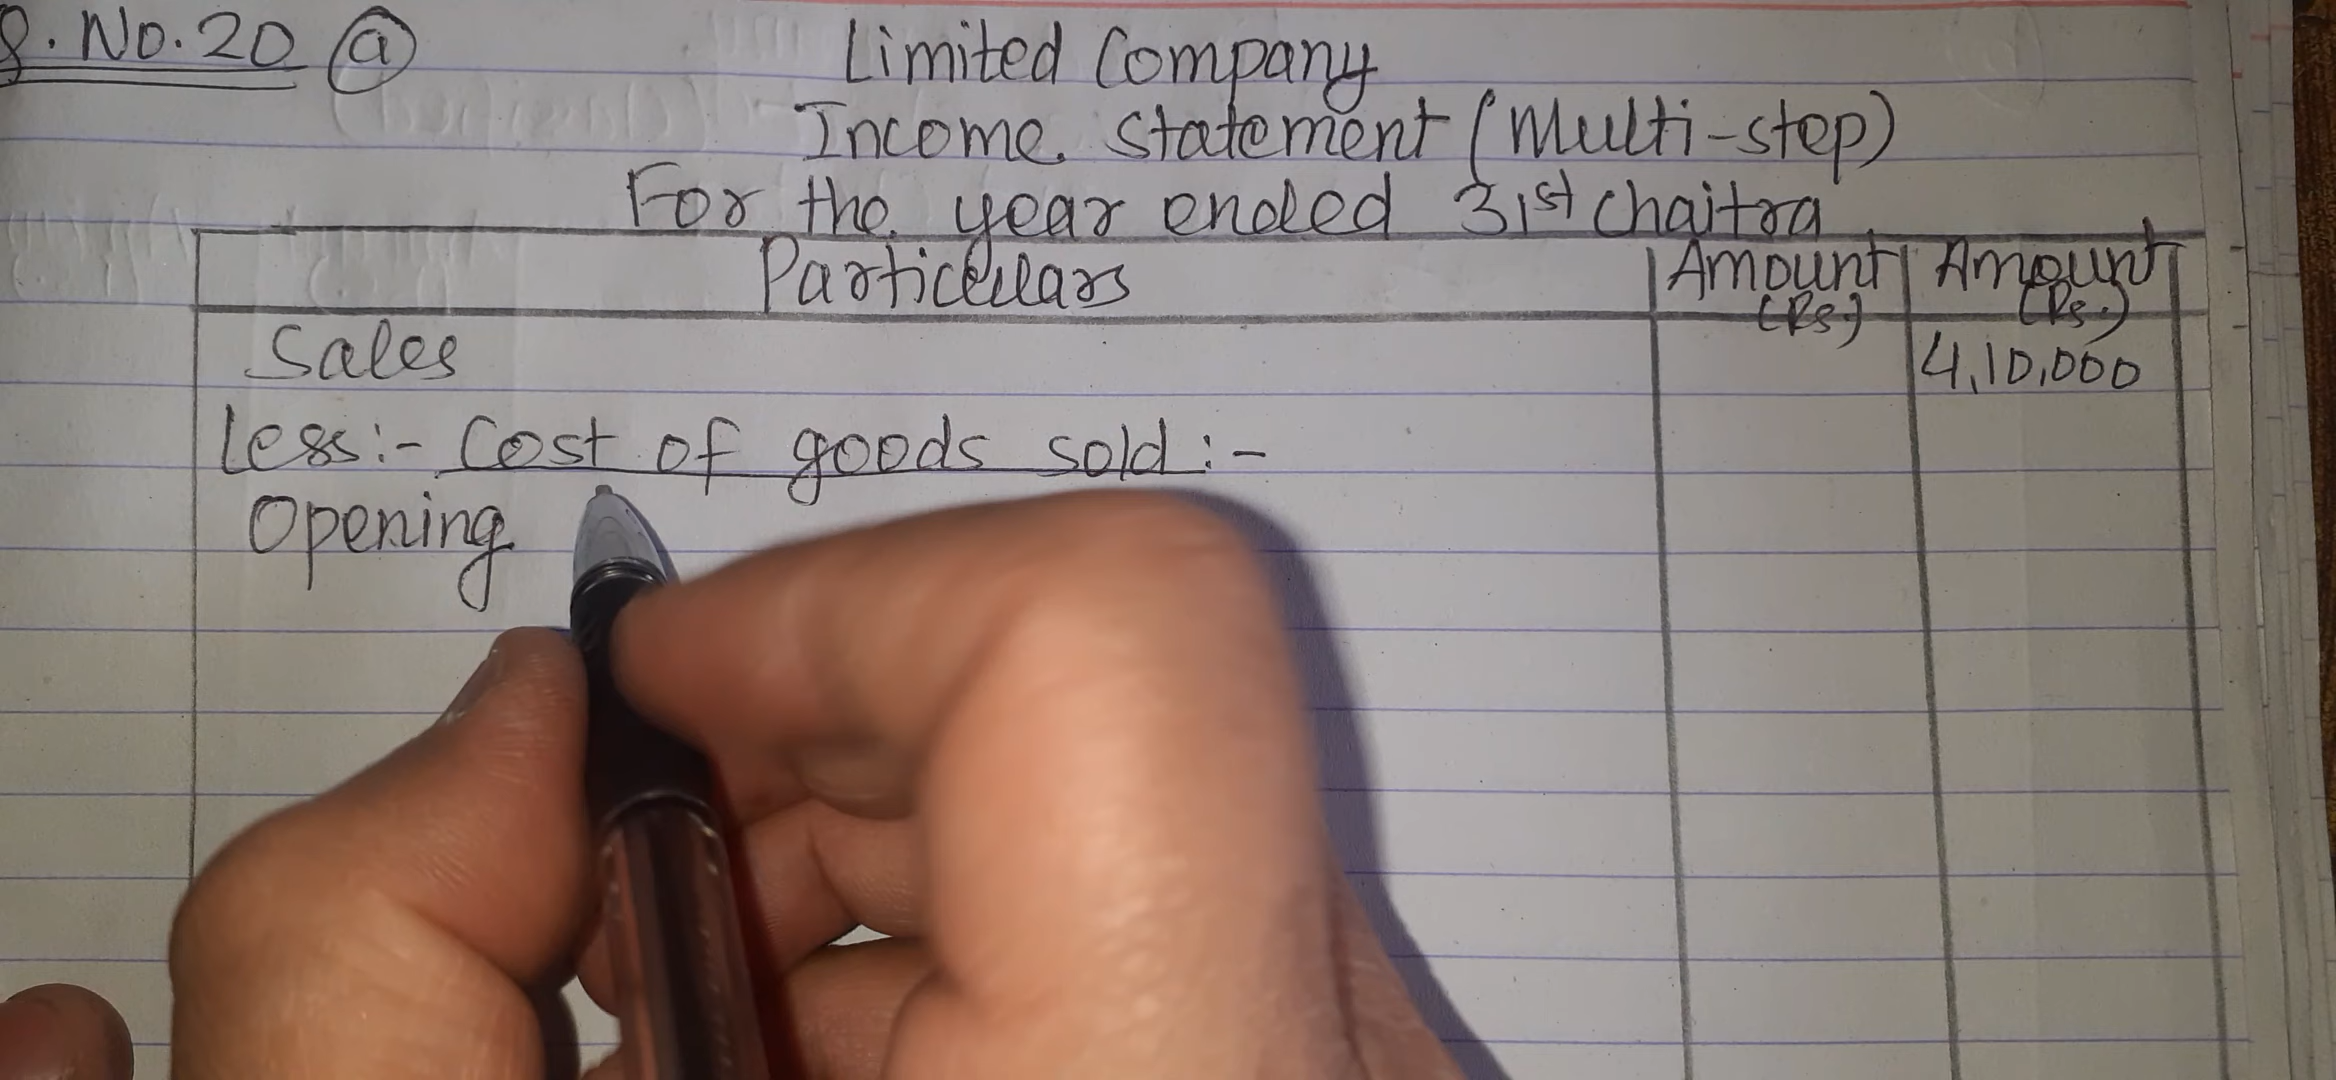 Q. No. 20 (a)
Limited Company
Income Statement (Multi-step)
For the year ended 31st Chaitra
Particulars Amount (Rs.) Amount (Rs.)
Sales 4,10,000
Less:- Cost of goods sold:-
Opening